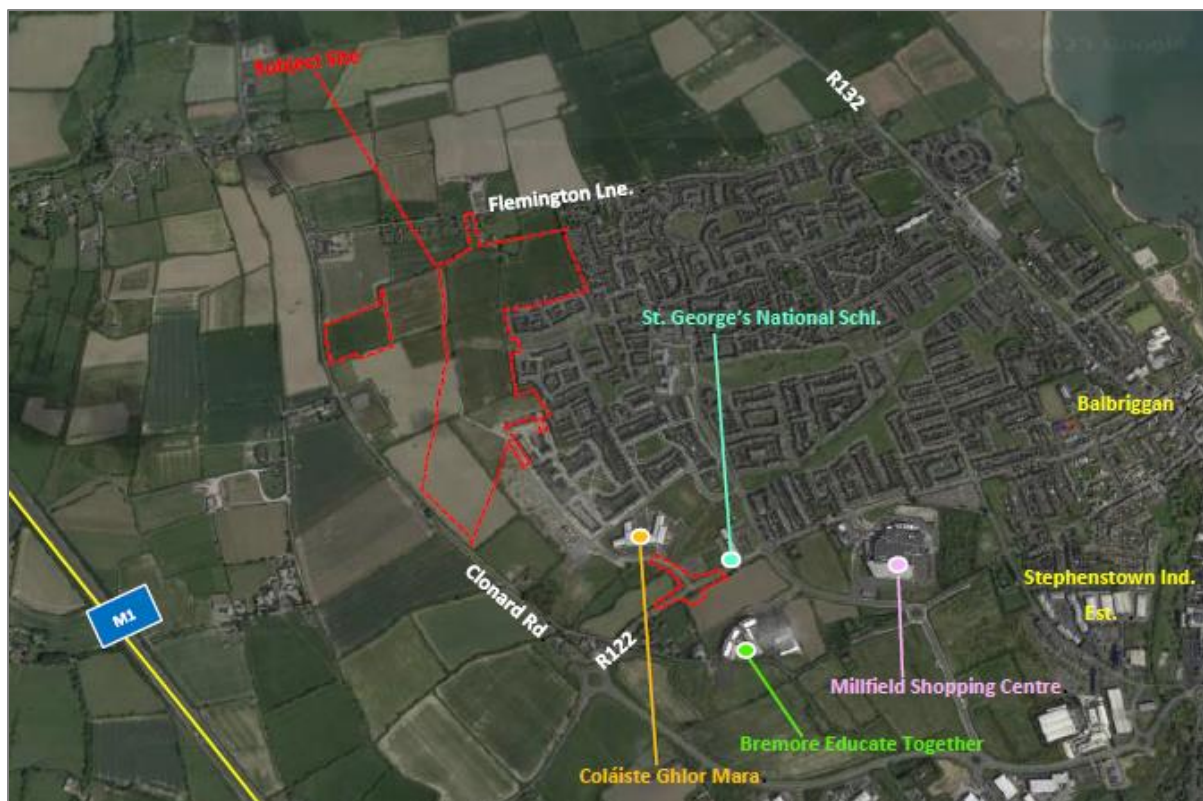 Subject Site
R132
Flemington Lne.
St. George's National Schl.
Balbriggan
Stephenstown Ind.
Est.
M1
Clonard Rd
R122
Millfield Shopping Centre
Bremore Educate Together
Coláiste Ghlor Mara